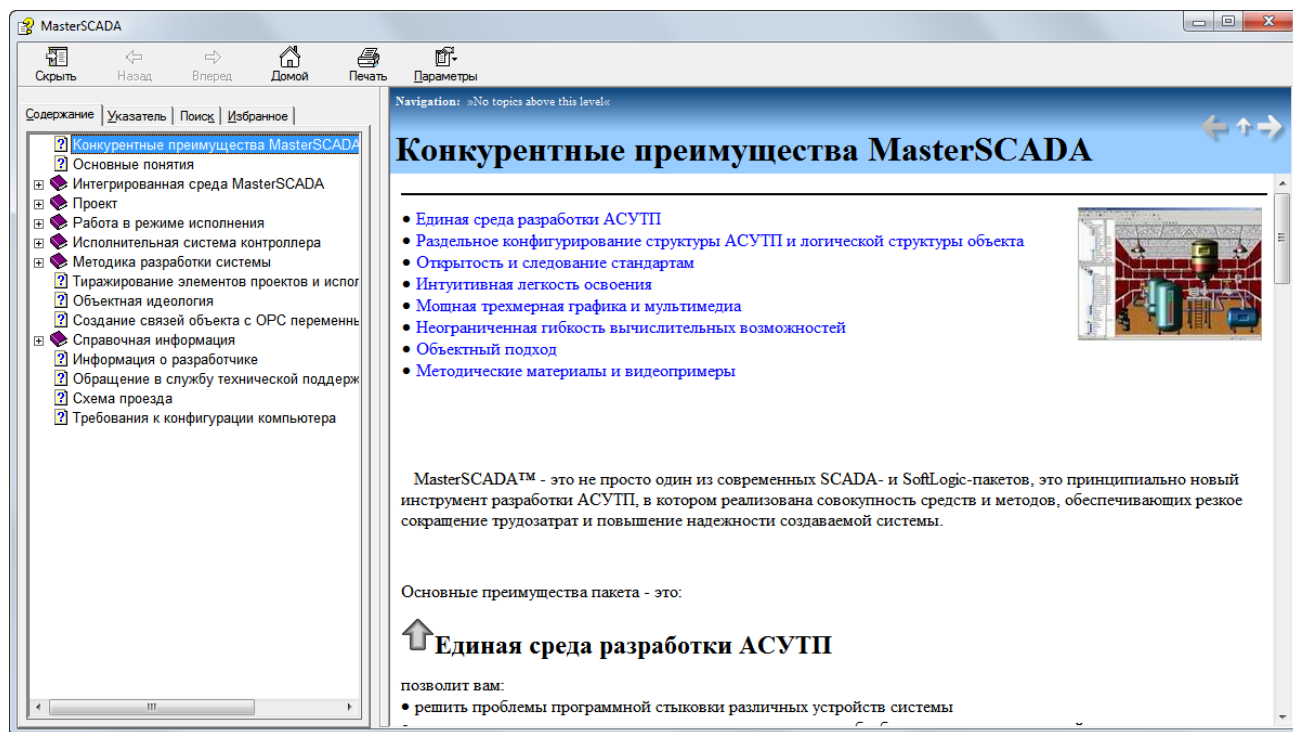 MasterSCADA
Скрыть Назад Вперед Домой Печать Параметры
Содержание Указатель Поиск Избранное
Конкурентные преимущества MasterSCADA
Основные понятия
Интегрированная среда MasterSCADA
Проект
Работа в режиме исполнения
Исполнительная система контроллера
Методика разработки системы
Тиражирование элементов проектов и испол
Объектная идеология
Создание связей объекта с OPC переменнь
Справочная информация
Информация о разработчике
Обращение в службу технической поддерж
Схема проезда
Требования к конфигурации компьютера
Navigation: »No topics above this level«
Конкурентные преимущества MasterSCADA
● Единая среда разработки АСУТП
● Раздельное конфигурирование структуры АСУТП и логической структуры объекта
● Открытость и следование стандартам
● Интуитивная легкость освоения
● Мощная трехмерная графика и мультимедиа
● Неограниченная гибкость вычислительных возможностей
● Объектный подход
● Методические материалы и видеопримеры
MasterSCADA™ - это не просто один из современных SCADA- и SoftLogic-пакетов, это принципиально новый
инструмент разработки АСУТП, в котором реализована совокупность средств и методов, обеспечивающих резкое
сокращение трудозатрат и повышение надежности создаваемой системы.
Основные преимущества пакета - это:
Единая среда разработки АСУТП
позволит вам:
● решить проблемы программной стыковки различных устройств системы